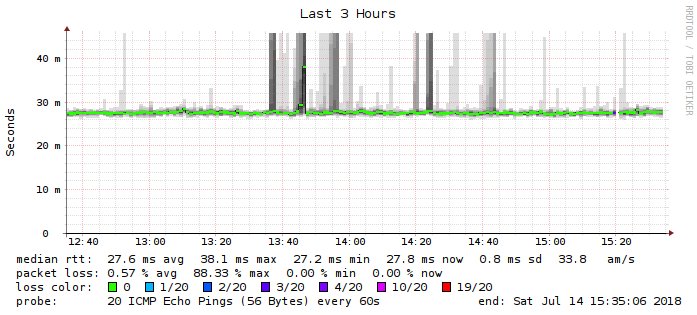 Last 3 Hours
RRDTOOL / TOBI OETIKER
Seconds
40 m
30 m
20 m
10 m
0
12:40 13:00 13:20 13:40 14:00 14:20 14:40 15:00 15:20
median rtt: 27.6 ms avg 38.1 ms max 27.2 ms min 27.8 ms now 0.8 ms sd 33.8 am/s
packet loss: 0.57 % avg 88.33 % max 0.00 % min 0.00 % now
loss color: 0 1/20 2/20 3/20 4/20 10/20 19/20
probe: 20 ICMP Echo Pings (56 Bytes) every 60s end: Sat Jul 14 15:35:06 2018